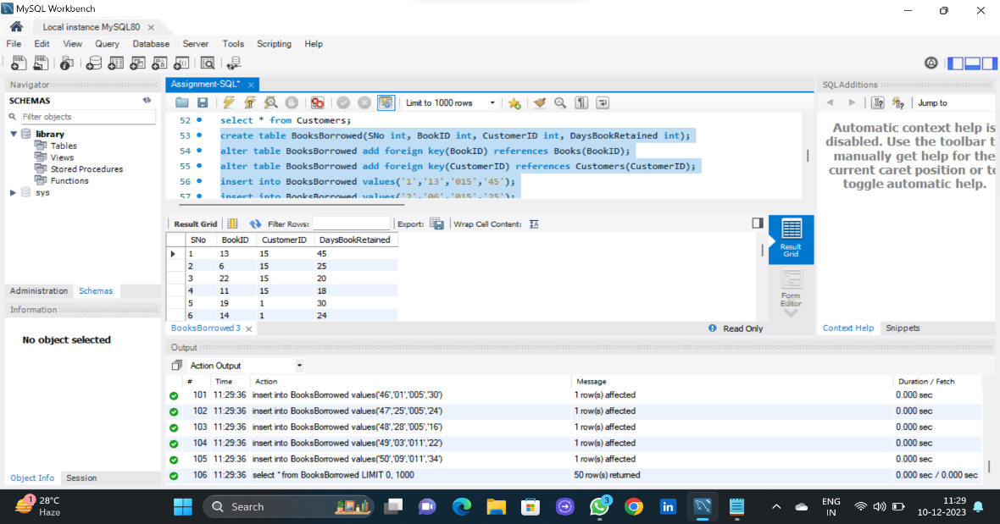 MySQL Workbench
Local instance MySQL80
File Edit View Query Database Server Tools Scripting Help
Navigator
SCHEMAS
Filter objects
library
Tables
Views
Stored Procedures
Functions
sys
Administration Schemas
Information
No object selected
Object Info Session
Assignment-SQL*
Limit to 1000 rows
52 select * from Customers;
53 create table BooksBorrowed(SNo int, BookID int, CustomerID int, DaysBookRetained int);
54 alter table BooksBorrowed add foreign key(BookID) references Books(BookID);
55 alter table BooksBorrowed add foreign key(CustomerID) references Customers(CustomerID);
56 insert into BooksBorrowed values('1','13','015','45');
57 insert into BooksBorrowed values('2','06','015','25');
Result Grid Filter Rows: Export: Wrap Cell Content:
SNo BookID CustomerID DaysBookRetained
1 13 15 45
2 6 15 25
3 22 15 20
4 11 15 18
5 19 1 30
6 14 1 24
Result
Grid
Form
Editor
BooksBorrowed 3
Read Only
SQLAdditions
Jump to
Automatic context help is
disabled. Use the toolbar t
manually get help for the
current caret position or to
toggle automatic help.
Context Help Snippets
Output
Action Output
# Time Action Message Duration / Fetch
101 11:29:36 insert into BooksBorrowed values('46','01','005','30') 1 row(s) affected 0.000 sec
102 11:29:36 insert into BooksBorrowed values('47','25','005','24') 1 row(s) affected 0.000 sec
103 11:29:36 insert into BooksBorrowed values('48','28','005','16') 1 row(s) affected 0.000 sec
104 11:29:36 insert into BooksBorrowed values('49','03','011','22') 1 row(s) affected 0.000 sec
105 11:29:36 insert into BooksBorrowed values('50','09','011','34') 1 row(s) affected 0.000 sec
106 11:29:36 select * from BooksBorrowed LIMIT 0, 1000 50 row(s) returned 0.000 sec / 0.000 sec
1
28°C
Haze
Search
3
ENG
IN
11:29
10-12-2023